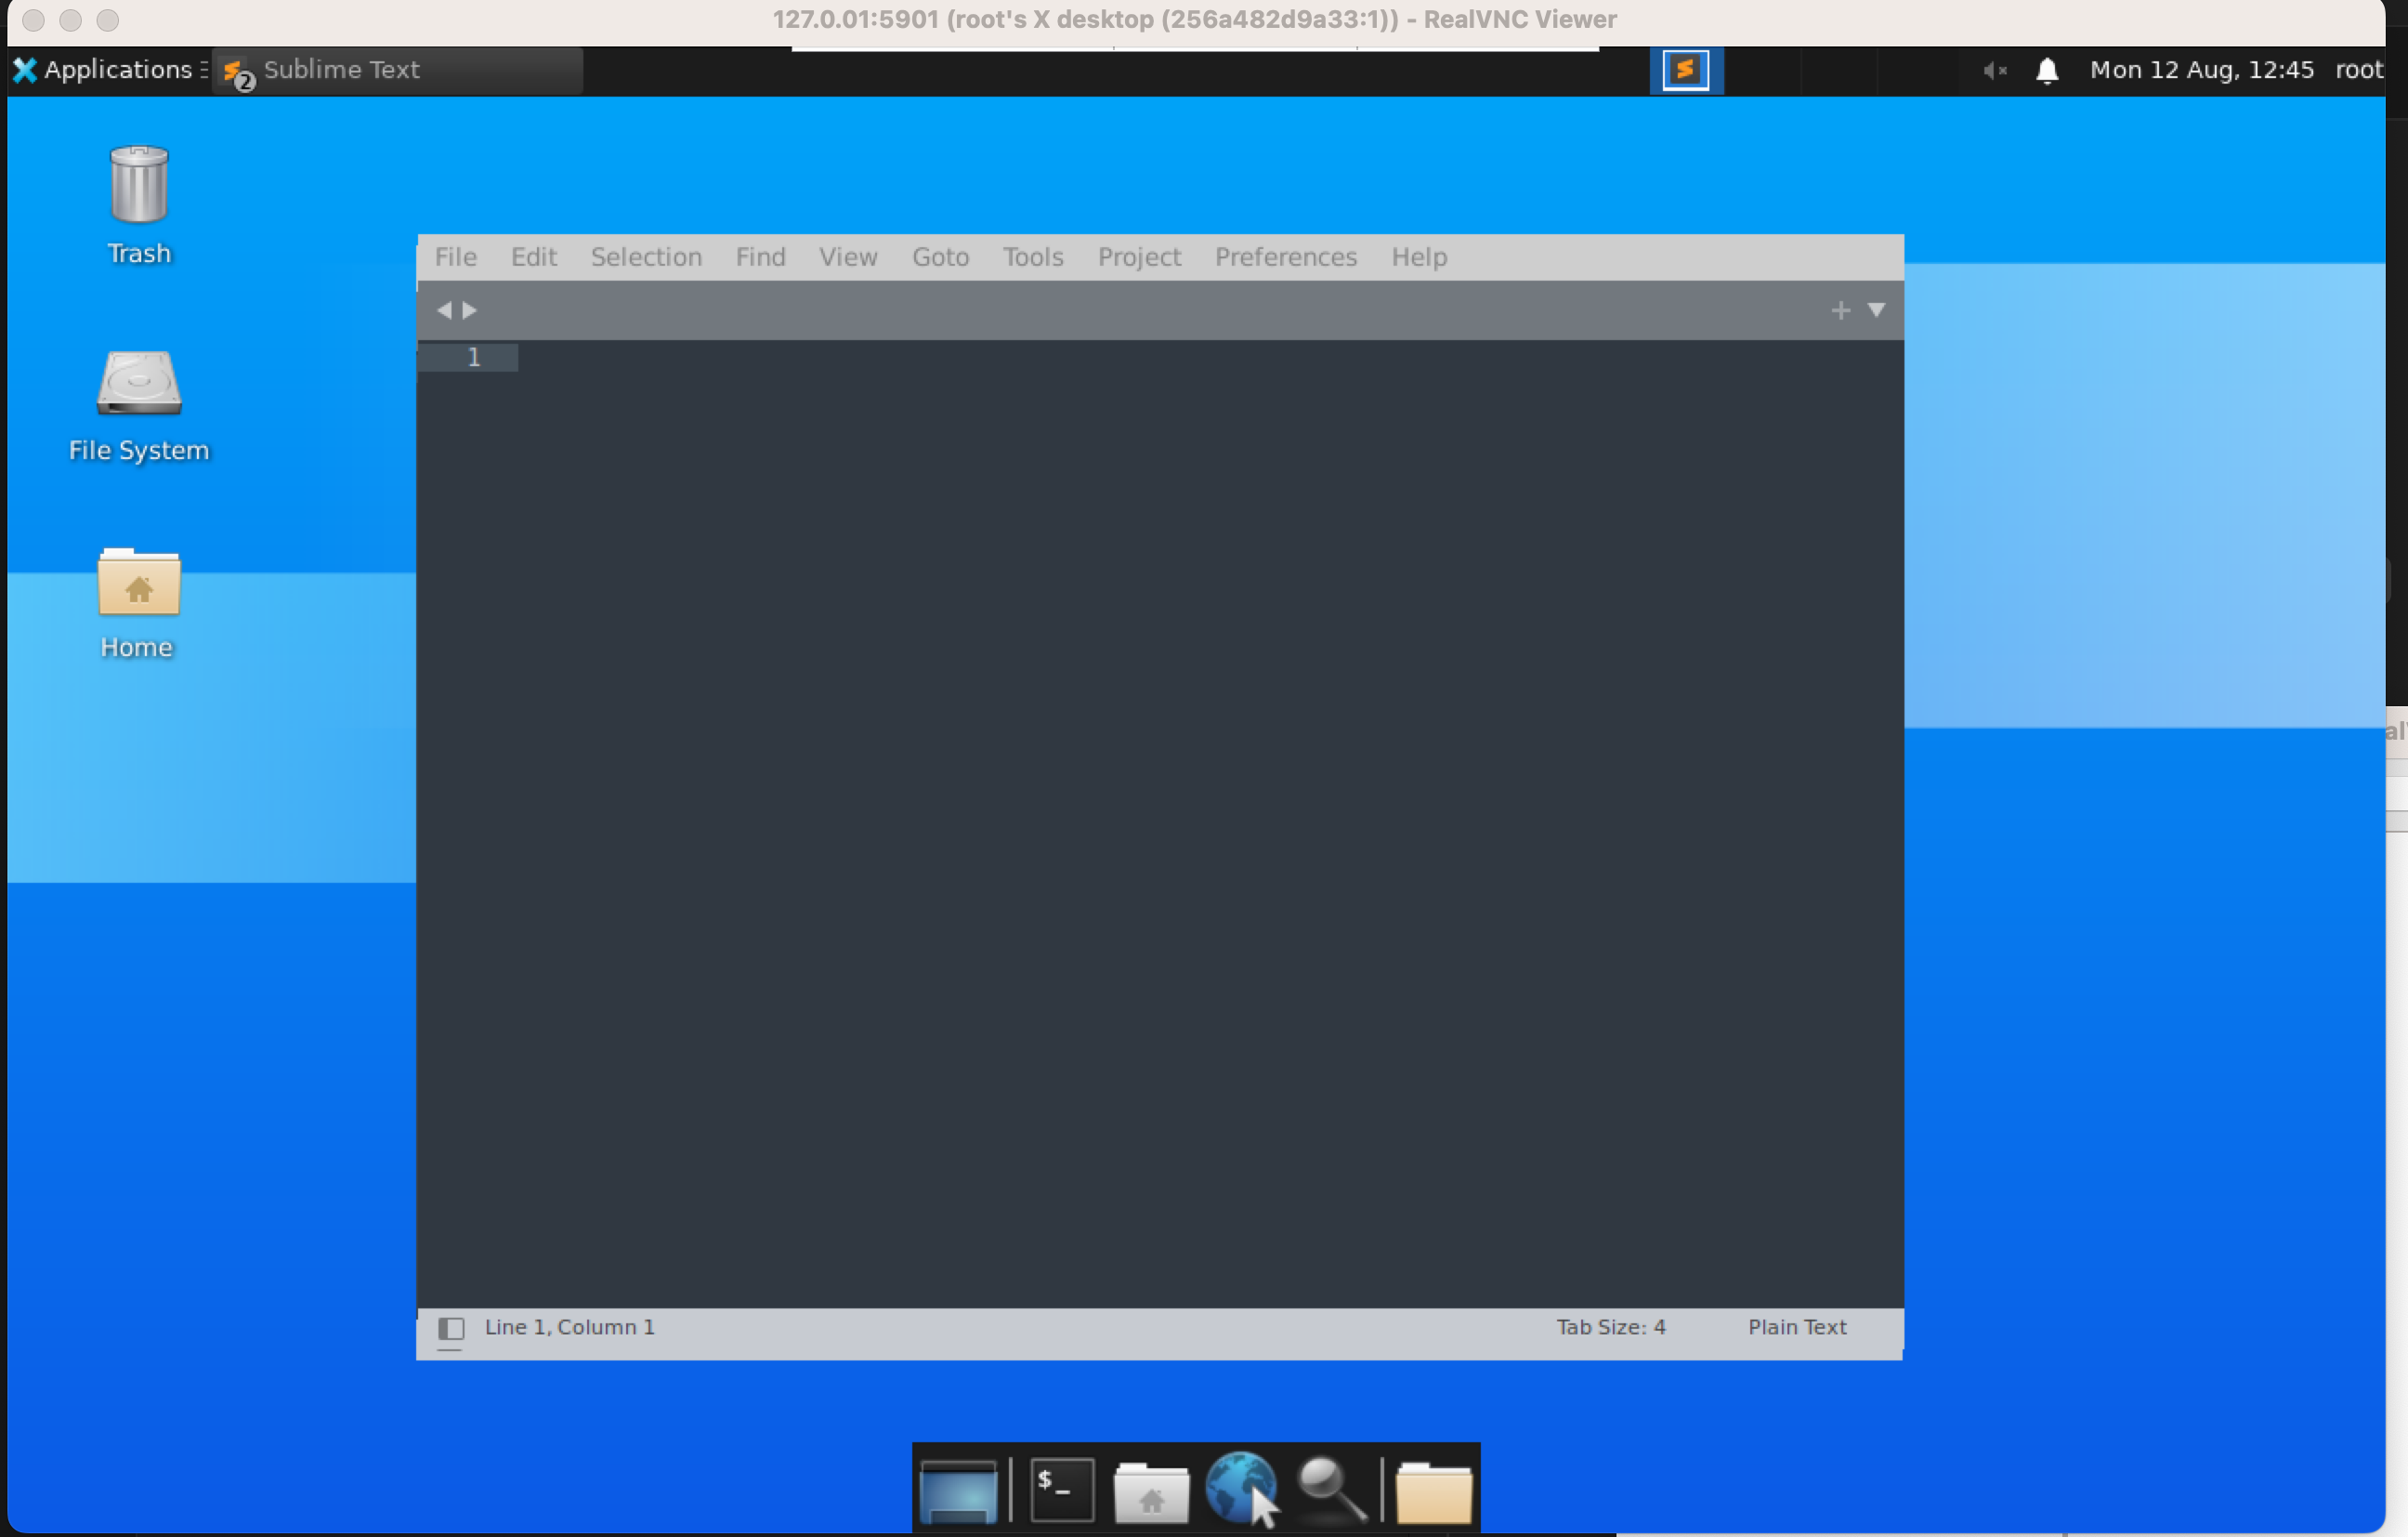 127.0.01:5901 (root's X desktop (256a482d9a33:1)) - RealVNC Viewer
Applications 2 Sublime Text Mon 12 Aug, 12:45 root
Trash
File System
Home
File Edit Selection Find View Goto Tools Project Preferences Help
1
Line 1, Column 1 Tab Size: 4 Plain Text
$_